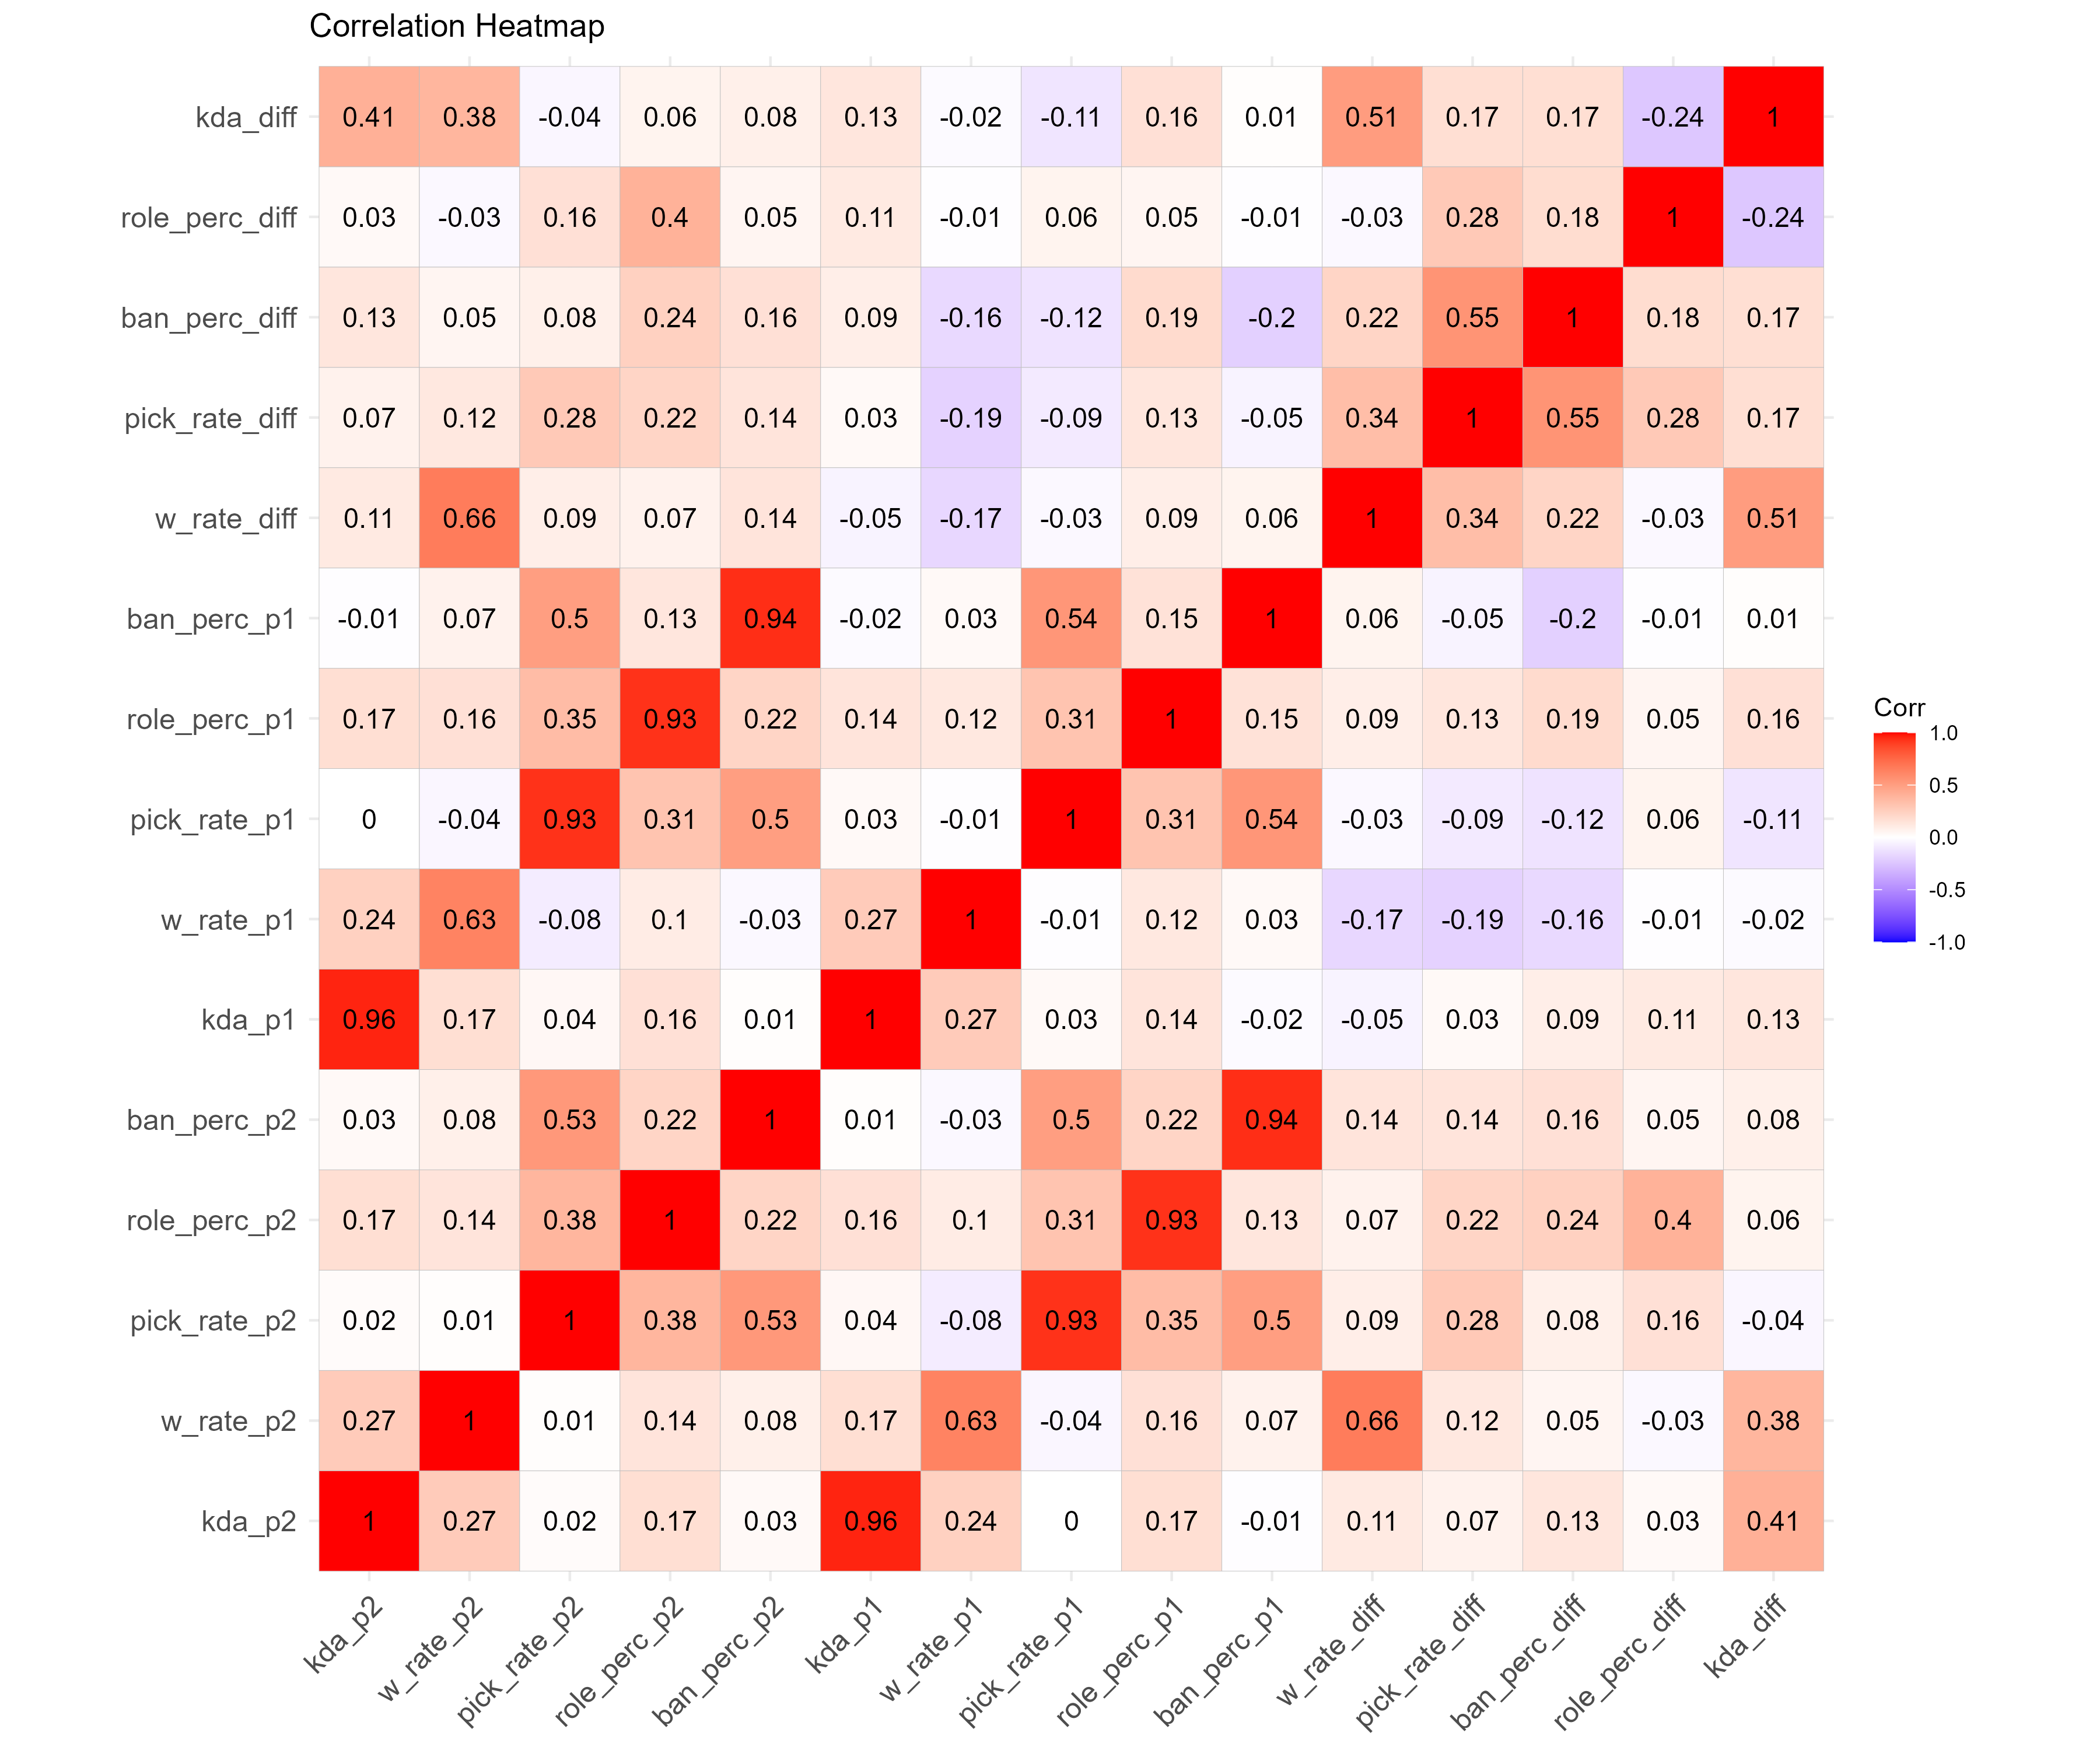 Correlation Heatmap
kda_diff 0.41 0.38 -0.04 0.06 0.08 0.13 -0.02 -0.11 0.16 0.01 0.51 0.17 0.17 -0.24 1
role_perc_diff 0.03 -0.03 0.16 0.4 0.05 0.11 -0.01 0.06 0.05 -0.01 -0.03 0.28 0.18 1 -0.24
ban_perc_diff 0.13 0.05 0.08 0.24 0.16 0.09 -0.16 -0.12 0.19 -0.2 0.22 0.55 1 0.18 0.17
pick_rate_diff 0.07 0.12 0.28 0.22 0.14 0.03 -0.19 -0.09 0.13 -0.05 0.34 1 0.55 0.28 0.17
w_rate_diff 0.11 0.66 0.09 0.07 0.14 -0.05 -0.17 -0.03 0.09 0.06 1 0.34 0.22 -0.03 0.51
ban_perc_p1 -0.01 0.07 0.5 0.13 0.94 -0.02 0.03 0.54 0.15 1 0.06 -0.05 -0.2 -0.01 0.01
role_perc_p1 0.17 0.16 0.35 0.93 0.22 0.14 0.12 0.31 1 0.15 0.09 0.13 0.19 0.05 0.16
pick_rate_p1 0 -0.04 0.93 0.31 0.5 0.03 -0.01 1 0.31 0.54 -0.03 -0.09 -0.12 0.06 -0.11
w_rate_p1 0.24 0.63 -0.08 0.1 -0.03 0.27 1 -0.01 0.12 0.03 -0.17 -0.19 -0.16 -0.01 -0.02
kda_p1 0.96 0.17 0.04 0.16 0.01 1 0.27 0.03 0.14 -0.02 -0.05 0.03 0.09 0.11 0.13
ban_perc_p2 0.03 0.08 0.53 0.22 1 0.01 -0.03 0.5 0.22 0.94 0.14 0.14 0.16 0.05 0.08
role_perc_p2 0.17 0.14 0.38 1 0.22 0.16 0.1 0.31 0.93 0.13 0.07 0.22 0.24 0.4 0.06
pick_rate_p2 0.02 0.01 1 0.38 0.53 0.04 -0.08 0.93 0.35 0.5 0.09 0.28 0.08 0.16 -0.04
w_rate_p2 0.27 1 0.01 0.14 0.08 0.17 0.63 -0.04 0.16 0.07 0.66 0.12 0.05 -0.03 0.38
kda_p2 1 0.27 0.02 0.17 0.03 0.96 0.24 0 0.17 -0.01 0.11 0.07 0.13 0.03 0.41
kda_p2 w_rate_p2 pick_rate_p2 role_perc_p2 ban_perc_p2 kda_p1 w_rate_p1 pick_rate_p1 role_perc_p1 ban_perc_p1 w_rate_diff pick_rate_diff ban_perc_diff role_perc_diff kda_diff
Corr
1.0
0.5
0.0
-0.5
-1.0